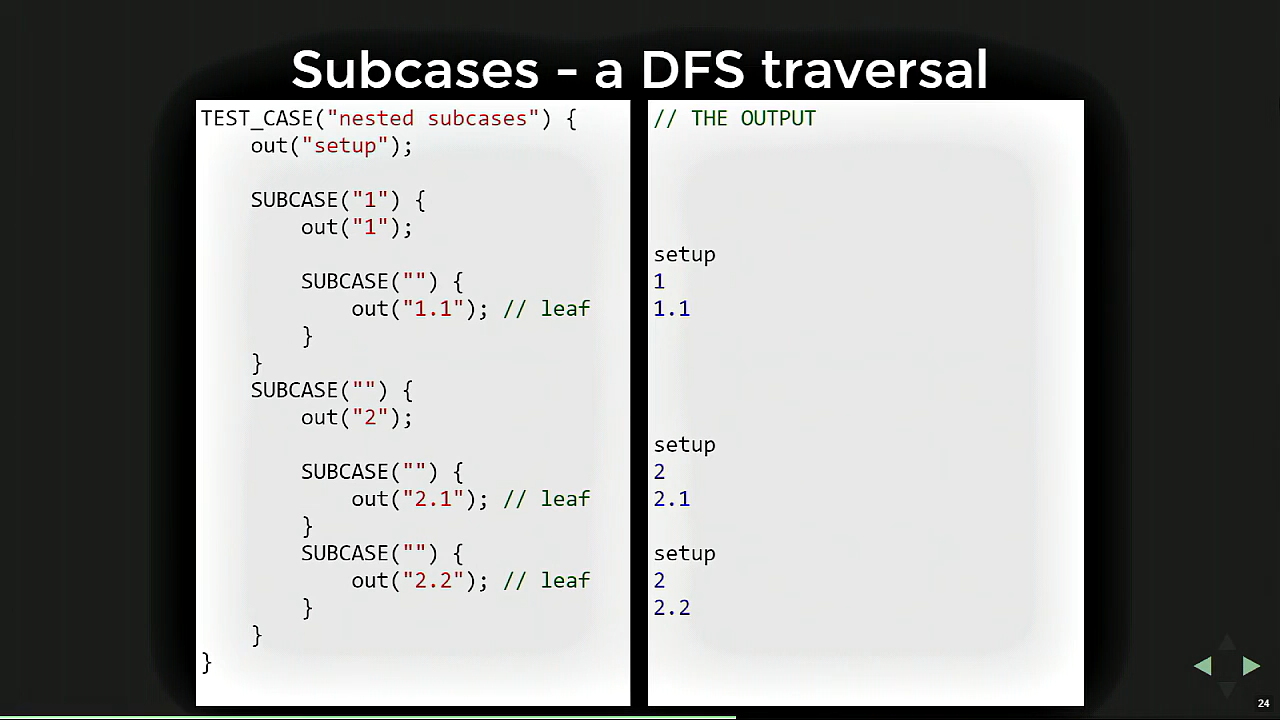 Subcases - a DFS traversal
TEST_CASE("nested subcases") {
    out("setup");

    SUBCASE("1") {
        out("1");

        SUBCASE("") {
            out("1.1"); // leaf
        }
    }
    SUBCASE("") {
        out("2");

        SUBCASE("") {
            out("2.1"); // leaf
        }
        SUBCASE("") {
            out("2.2"); // leaf
        }
    }
}
// THE OUTPUT
setup
1
1.1
setup
2
2.1
setup
2
2.2
24